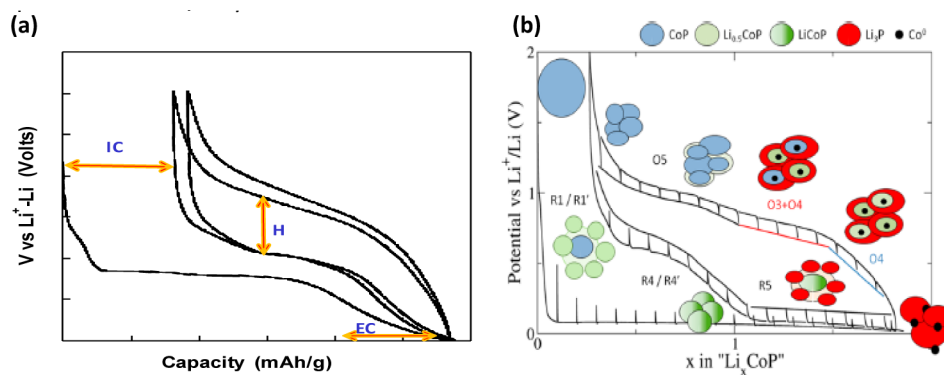 (a)
IC
H
EC
V vs Li+-Li (Volts)
Capacity (mAh/g)
(b)
CoP Li0.5CoP LiCoP Li3P Co0
2
1
0
Potential vs Li+/Li (V)
O5
O3+O4
O4
R1 / R1'
R4 / R4'
R5
0 1
x in "LixCoP"